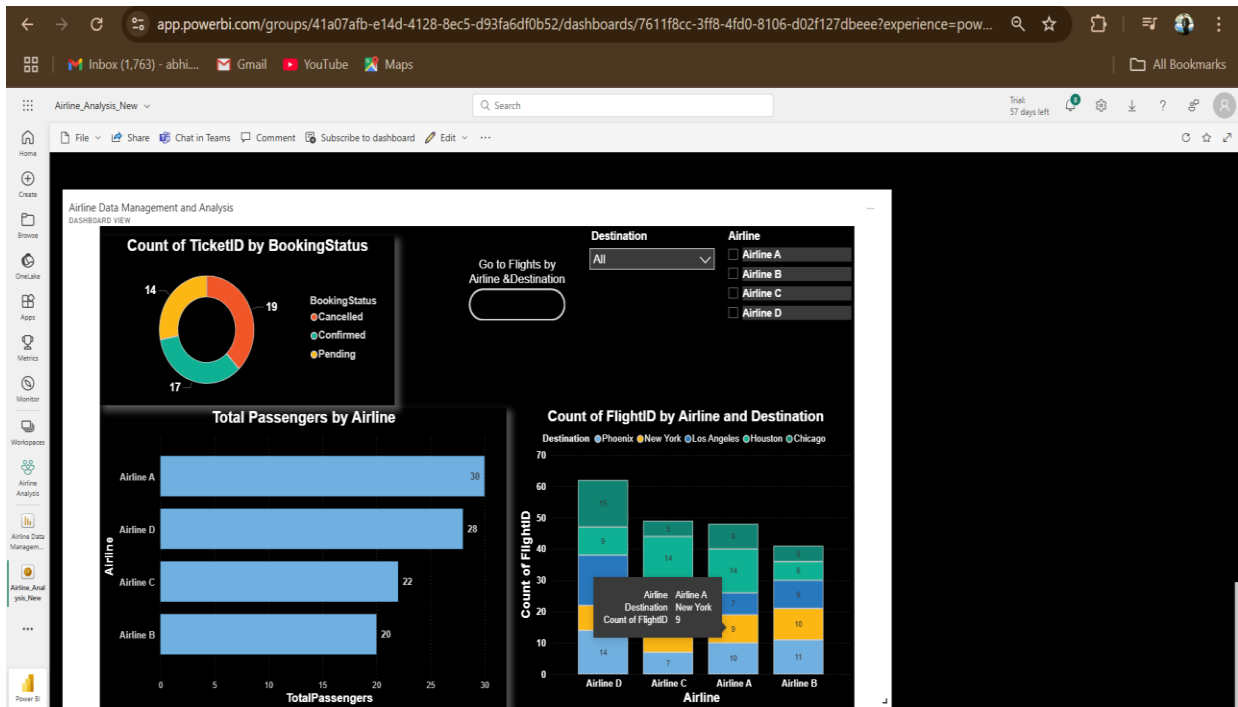 app.powerbi.com/groups/41a07afb-e14d-4128-8ec5-d93fa6df0b52/dashboards/7611f8cc-3ff8-4fd0-8106-d02f127dbeee?experience=pow...
Inbox (1,763) - abhi.... Gmail YouTube Maps All Bookmarks
Airline_Analysis_New Search Trial: 57 days left 8
File Share Chat in Teams Comment Subscribe to dashboard Edit ...
Home
Create
Browse
OneLake
Apps
Metrics
Monitor
Workspaces
Airline
Analysis
Airline Data
Managem...
Airline_Anal
ysis_New
Power BI
Airline Data Management and Analysis
DASHBOARD VIEW
Count of TicketID by BookingStatus
14
19
17
BookingStatus
Cancelled
Confirmed
Pending
Go to Flights by
Airline &Destination
Destination
All
Airline
Airline A
Airline B
Airline C
Airline D
Total Passengers by Airline
Airline
Airline A 30
Airline D 28
Airline C 22
Airline B 20
0 5 10 15 20 25 30
TotalPassengers
Count of FlightID by Airline and Destination
Destination Phoenix New York Los Angeles Houston Chicago
Count of FlightID
70
60
50
40
30
20
10
0
15 5 8 5
9 14 14 6
7 9
9 10
14 7 10 11
Airline Airline A
Destination New York
Count of FlightID 9
Airline D Airline C Airline A Airline B
Airline